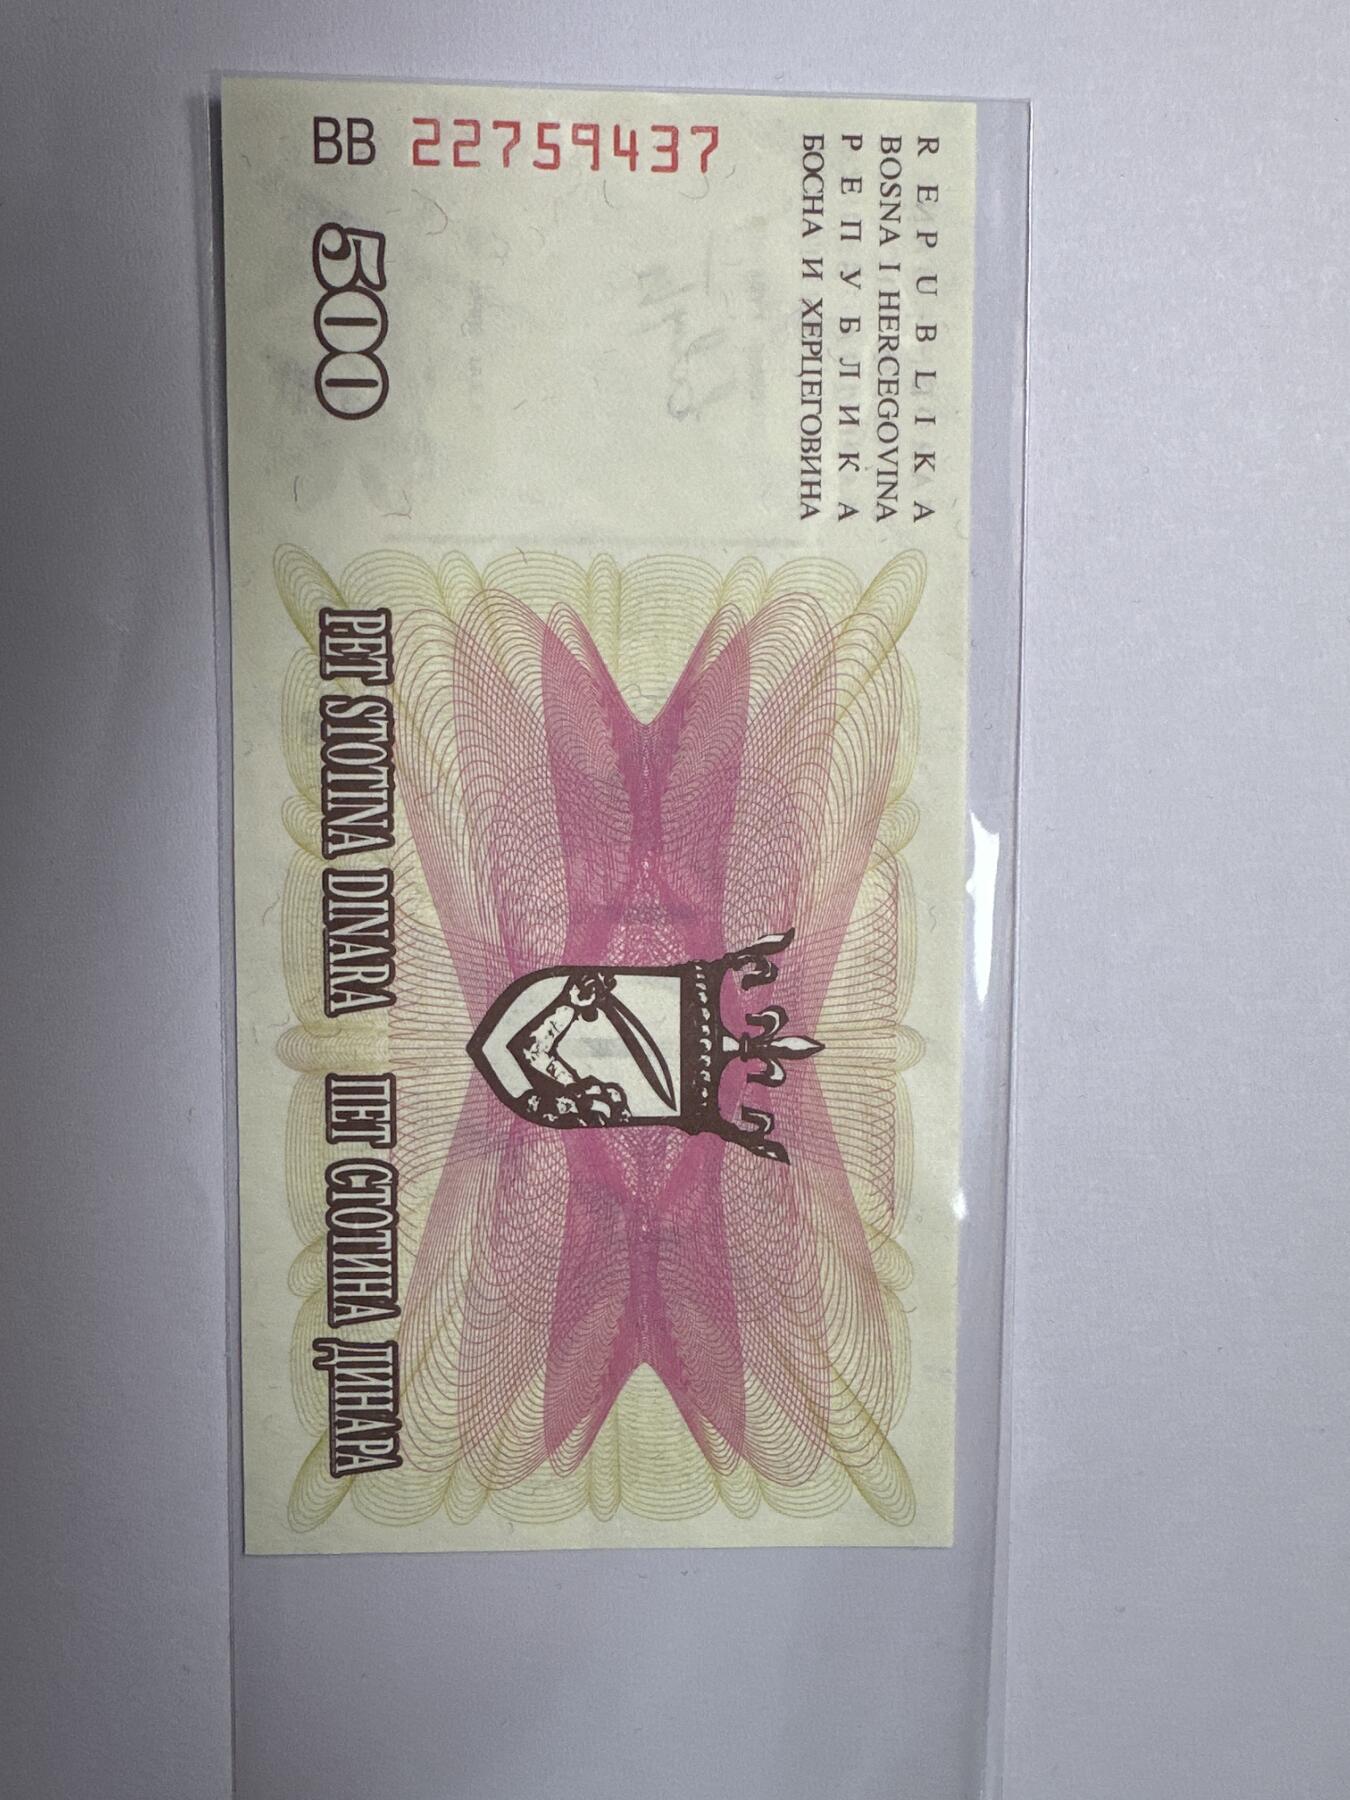 REPUBLIKA
BOSNA I HERCEGOVINA
РЕПУБЛИКА
БОСНА И ХЕРЦЕГОВИНА
BB 22759437
500
PET STOTINA DINARA ПЕТ СТОТИНА ДИНАРА